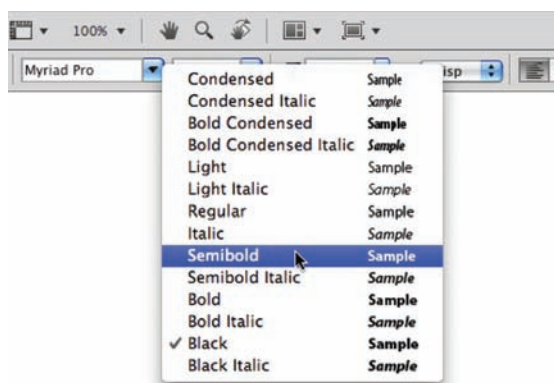 100%
Myriad Pro
isp
Condensed Sample
Condensed Italic Sample
Bold Condensed Sample
Bold Condensed Italic Sample
Light Sample
Light Italic Sample
Regular Sample
Italic Sample
Semibold Sample
Semibold Italic Sample
Bold Sample
Bold Italic Sample
Black Sample
Black Italic Sample